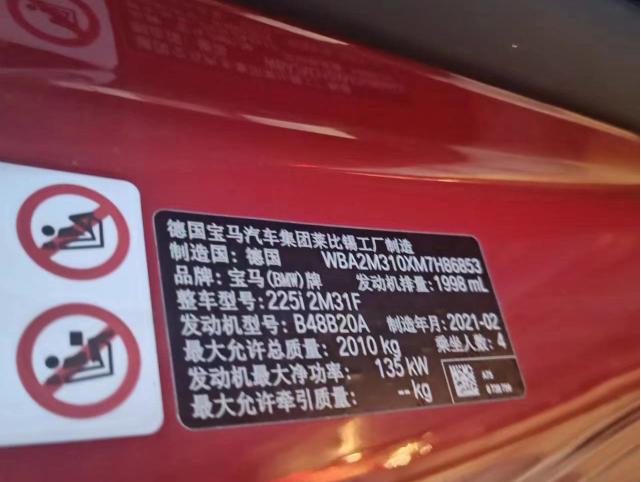 德国宝马汽车集团莱比锡工厂制造
制造国: 德国 WBA2M310XM7H86853
品牌: 宝马(BMW)牌 发动机排量: 1998 mL
整车型号: 225i 2M31F
发动机型号: B48B20A 制造年月: 2021-02
最大允许总质量: 2010 kg 乘坐人数: 4
发动机最大净功率: 135 kW
最大允许牵引质量: -- kg